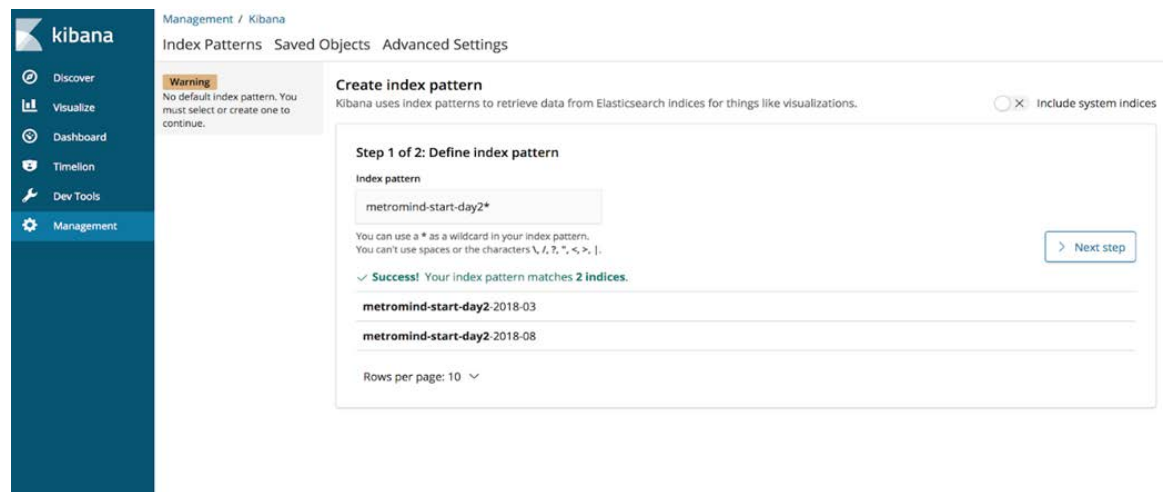 kibana
Discover
Visualize
Dashboard
Timelion
Dev Tools
Management
Management / Kibana
Index Patterns Saved Objects Advanced Settings
Warning
No default index pattern. You
must select or create one to
continue.
Create index pattern
Kibana uses index patterns to retrieve data from Elasticsearch indices for things like visualizations.
Include system indices
Step 1 of 2: Define index pattern
Index pattern
metromind-start-day2*
You can use a * as a wildcard in your index pattern.
You can't use spaces or the characters \, /, ?, ", <, >, |.
Next step
Success! Your index pattern matches 2 indices.
metromind-start-day2-2018-03
metromind-start-day2-2018-08
Rows per page: 10